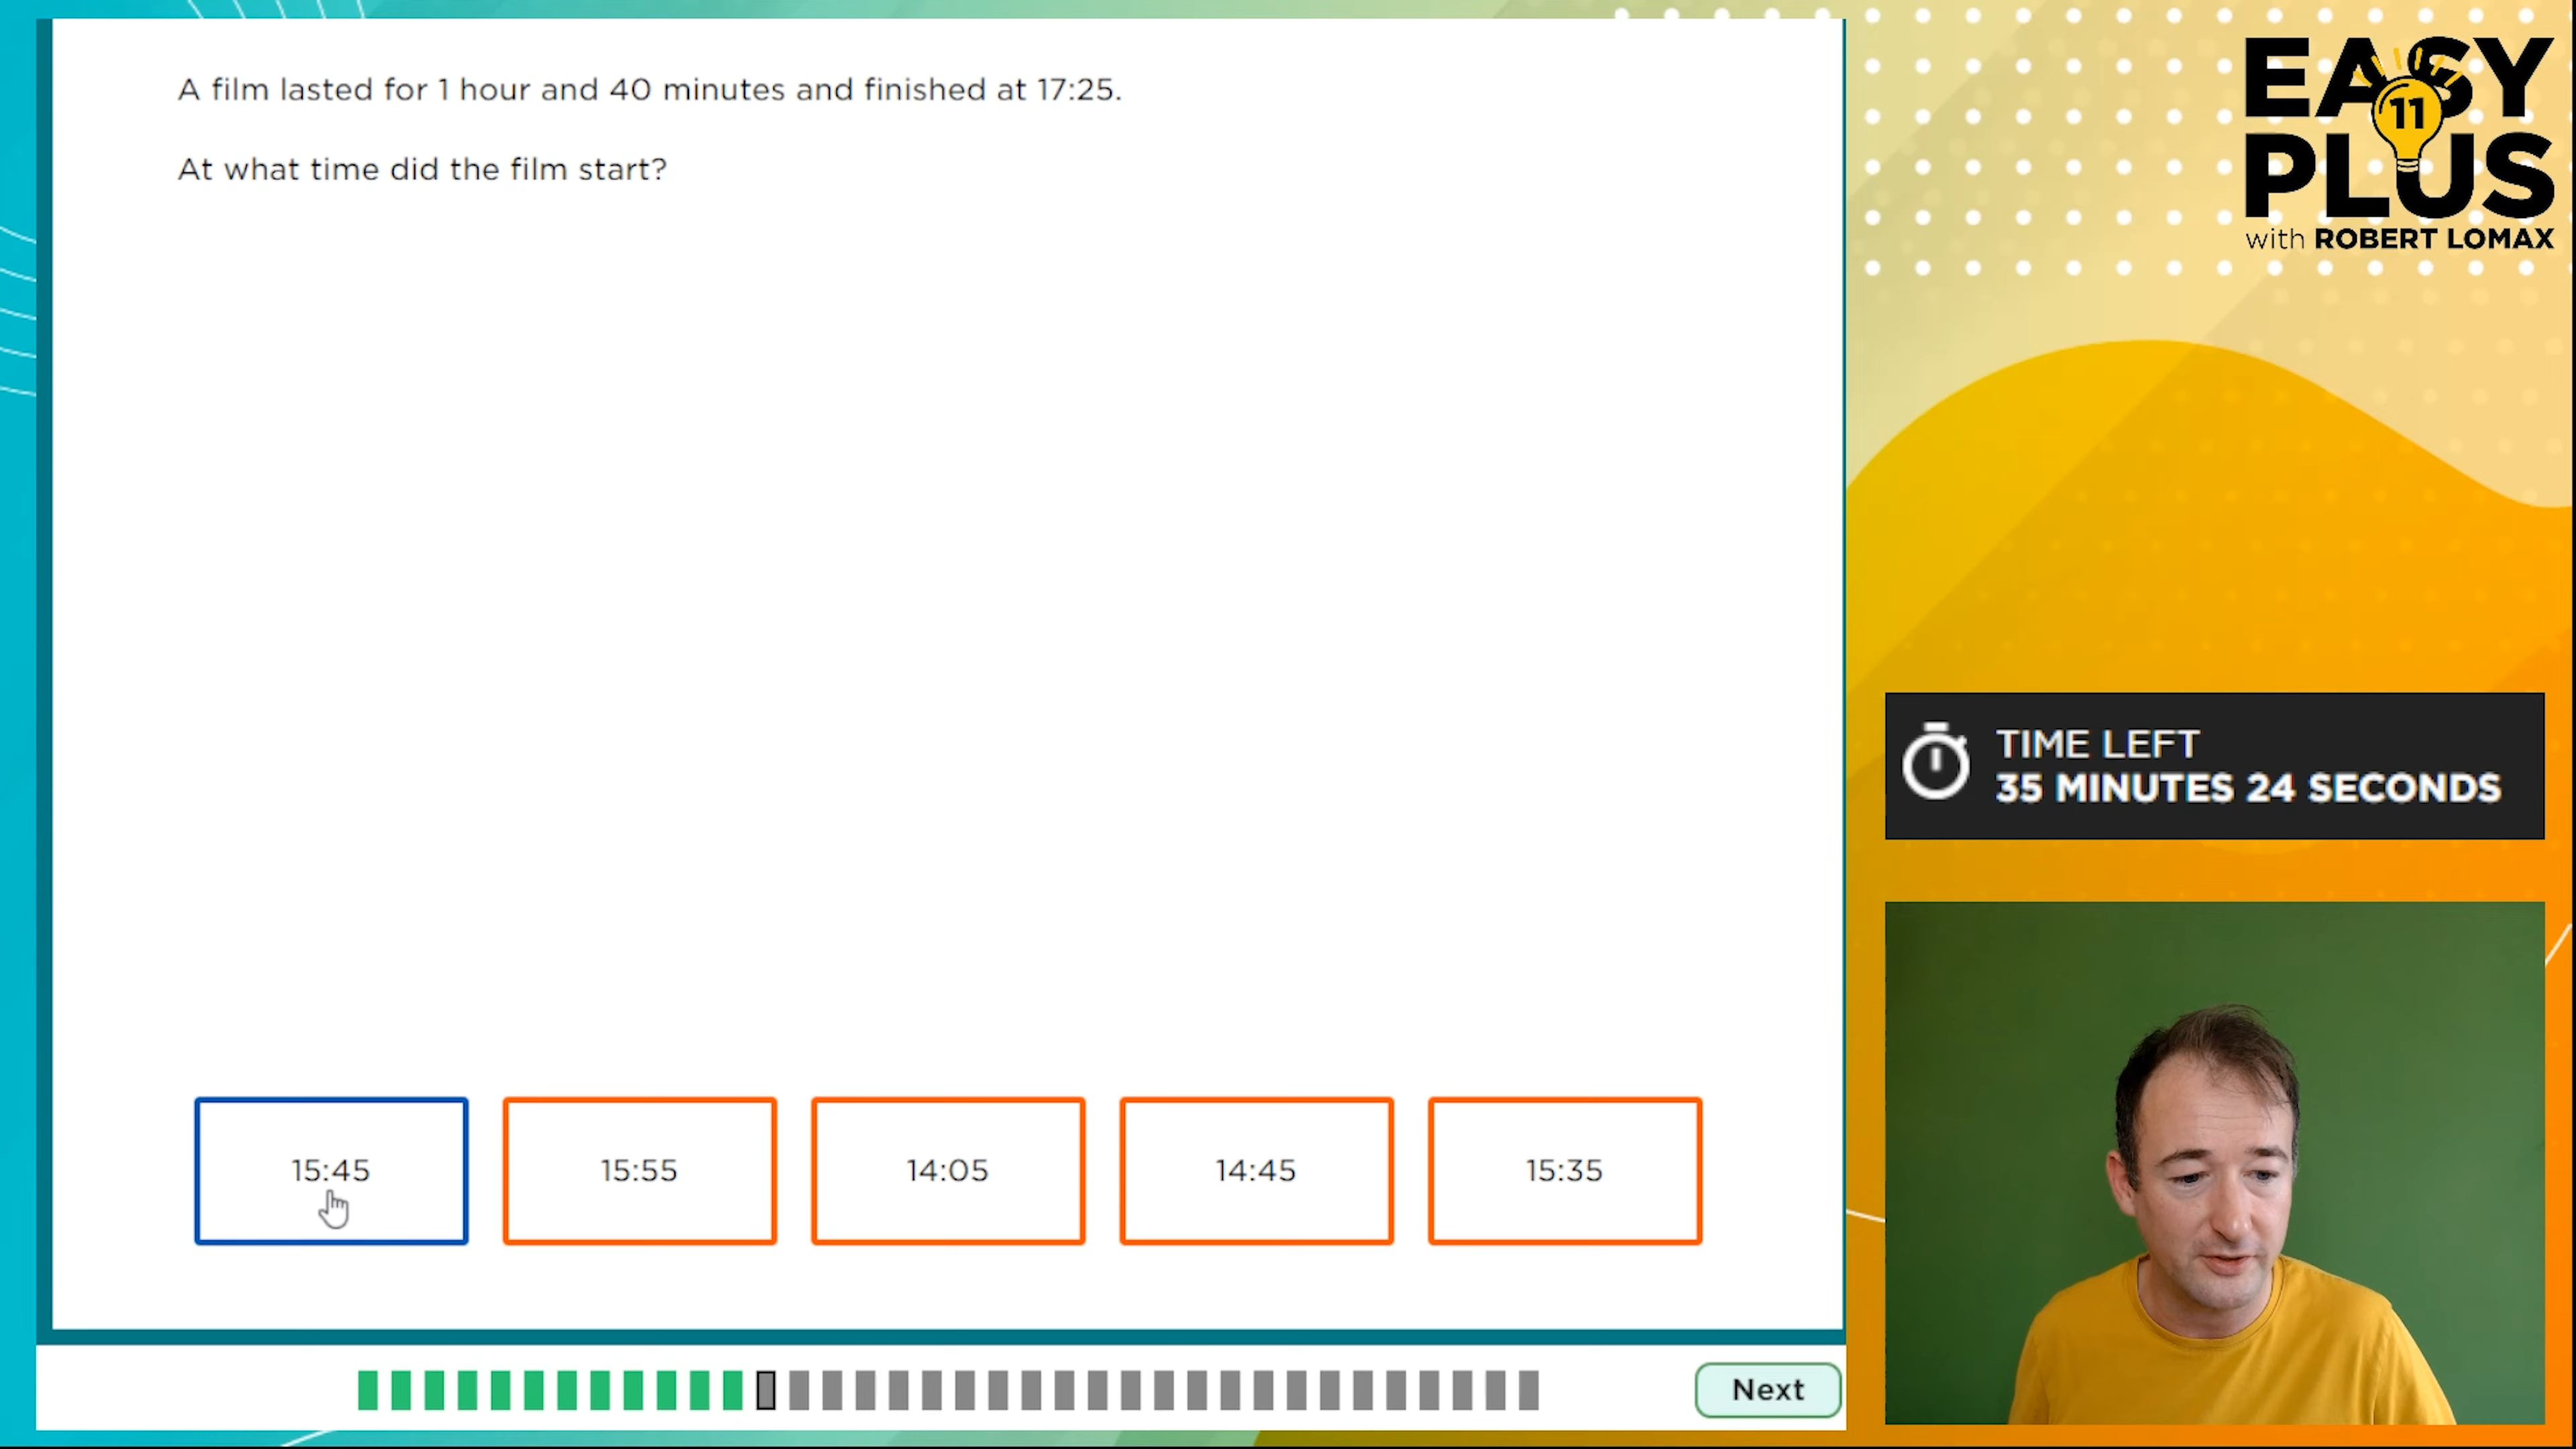 A film lasted for 1 hour and 40 minutes and finished at 17:25.
At what time did the film start?
15:45
15:55
14:05
14:45
15:35
Next
EASY
11
PLUS
with ROBERT LOMAX
TIME LEFT
35 MINUTES 24 SECONDS